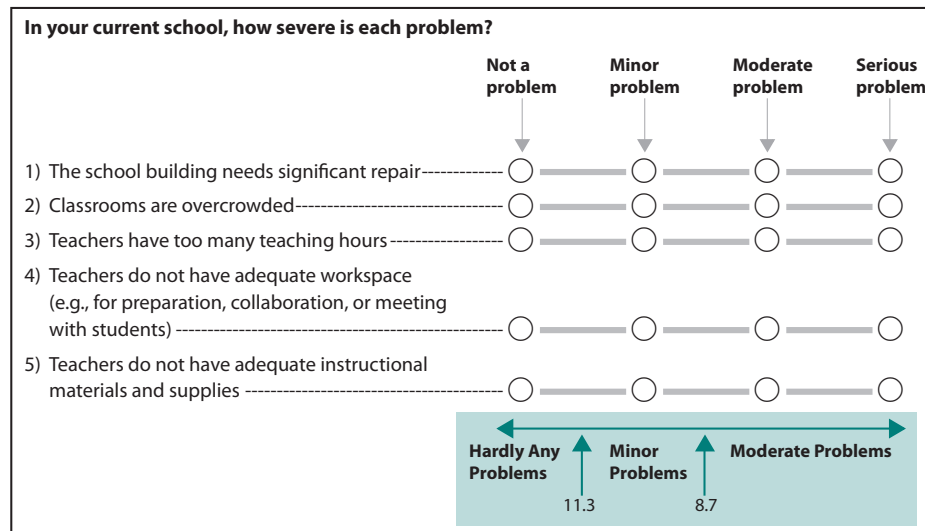 In your current school, how severe is each problem?
Not a problem
Minor problem
Moderate problem
Serious problem
1) The school building needs significant repair
2) Classrooms are overcrowded
3) Teachers have too many teaching hours
4) Teachers do not have adequate workspace
(e.g., for preparation, collaboration, or meeting
with students)
5) Teachers do not have adequate instructional
materials and supplies
Hardly Any Problems
Minor Problems
Moderate Problems
11.3
8.7